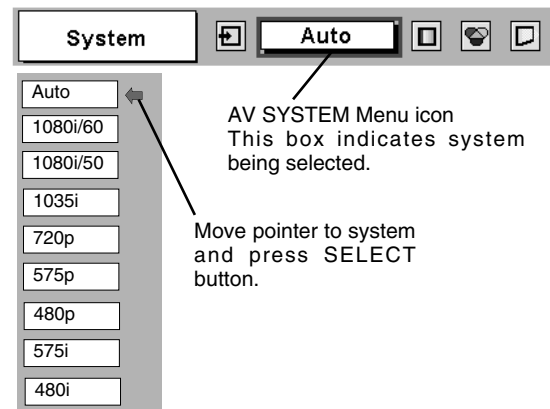 System
Auto
Auto
1080i/60
1080i/50
1035i
720p
575p
480p
575i
480i
AV SYSTEM Menu icon
This box indicates system
being selected.
Move pointer to system
and press SELECT
button.